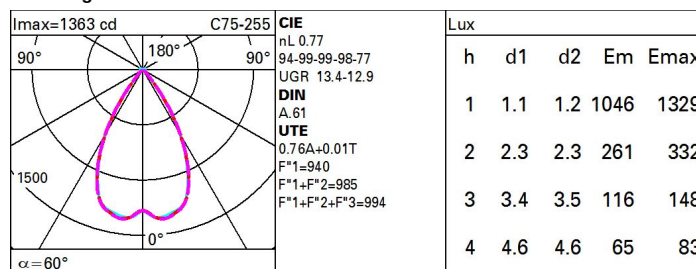 Imax=1363 cd C75-255
90° 180° 90°
1500
0°
α=60°
CIE
nL 0.77
94-99-99-98-77
UGR 13.4-12.9
DIN
A.61
UTE
0.76A+0.01T
F"1=940
F"1+F"2=985
F"1+F"2+F"3=994
Lux
h d1 d2 Em Emax
1 1.1 1.2 1046 1329
2 2.3 2.3 261 332
3 3.4 3.5 116 148
4 4.6 4.6 65 83